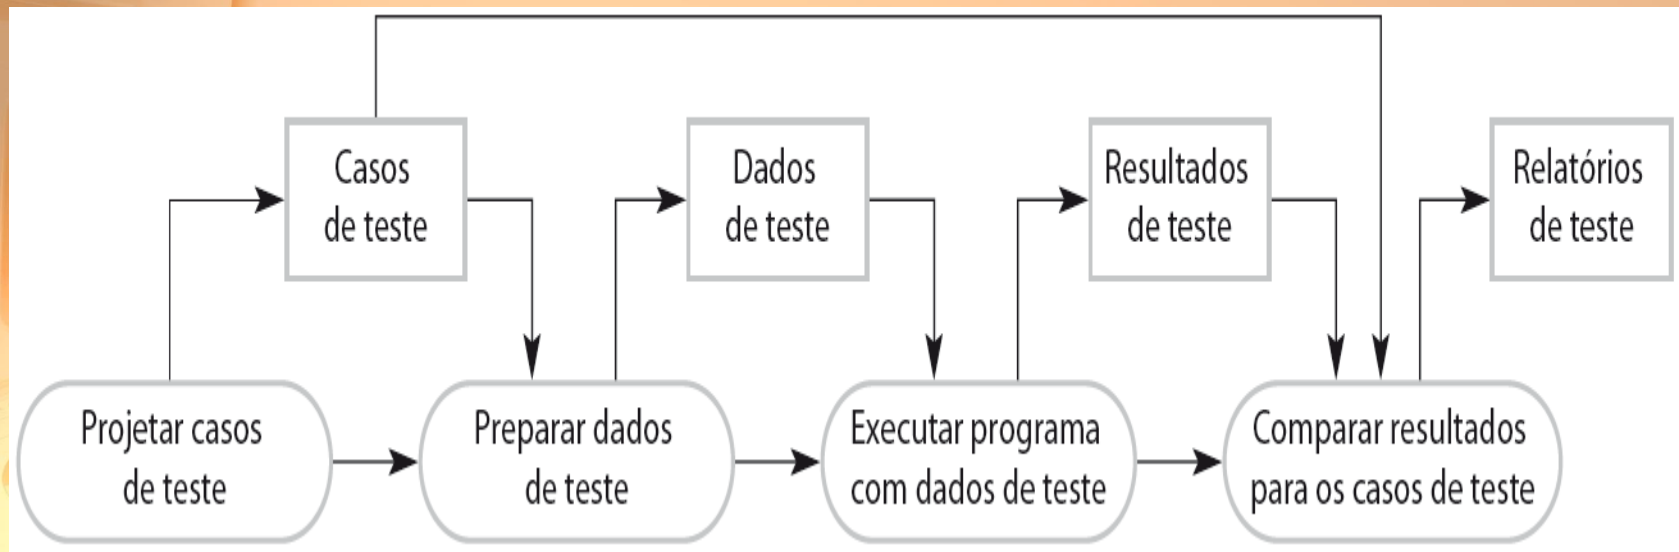 Casos
de teste
Dados
de teste
Resultados
de teste
Relatórios
de teste
Projetar casos
de teste
Preparar dados
de teste
Executar programa
com dados de teste
Comparar resultados
para os casos de teste